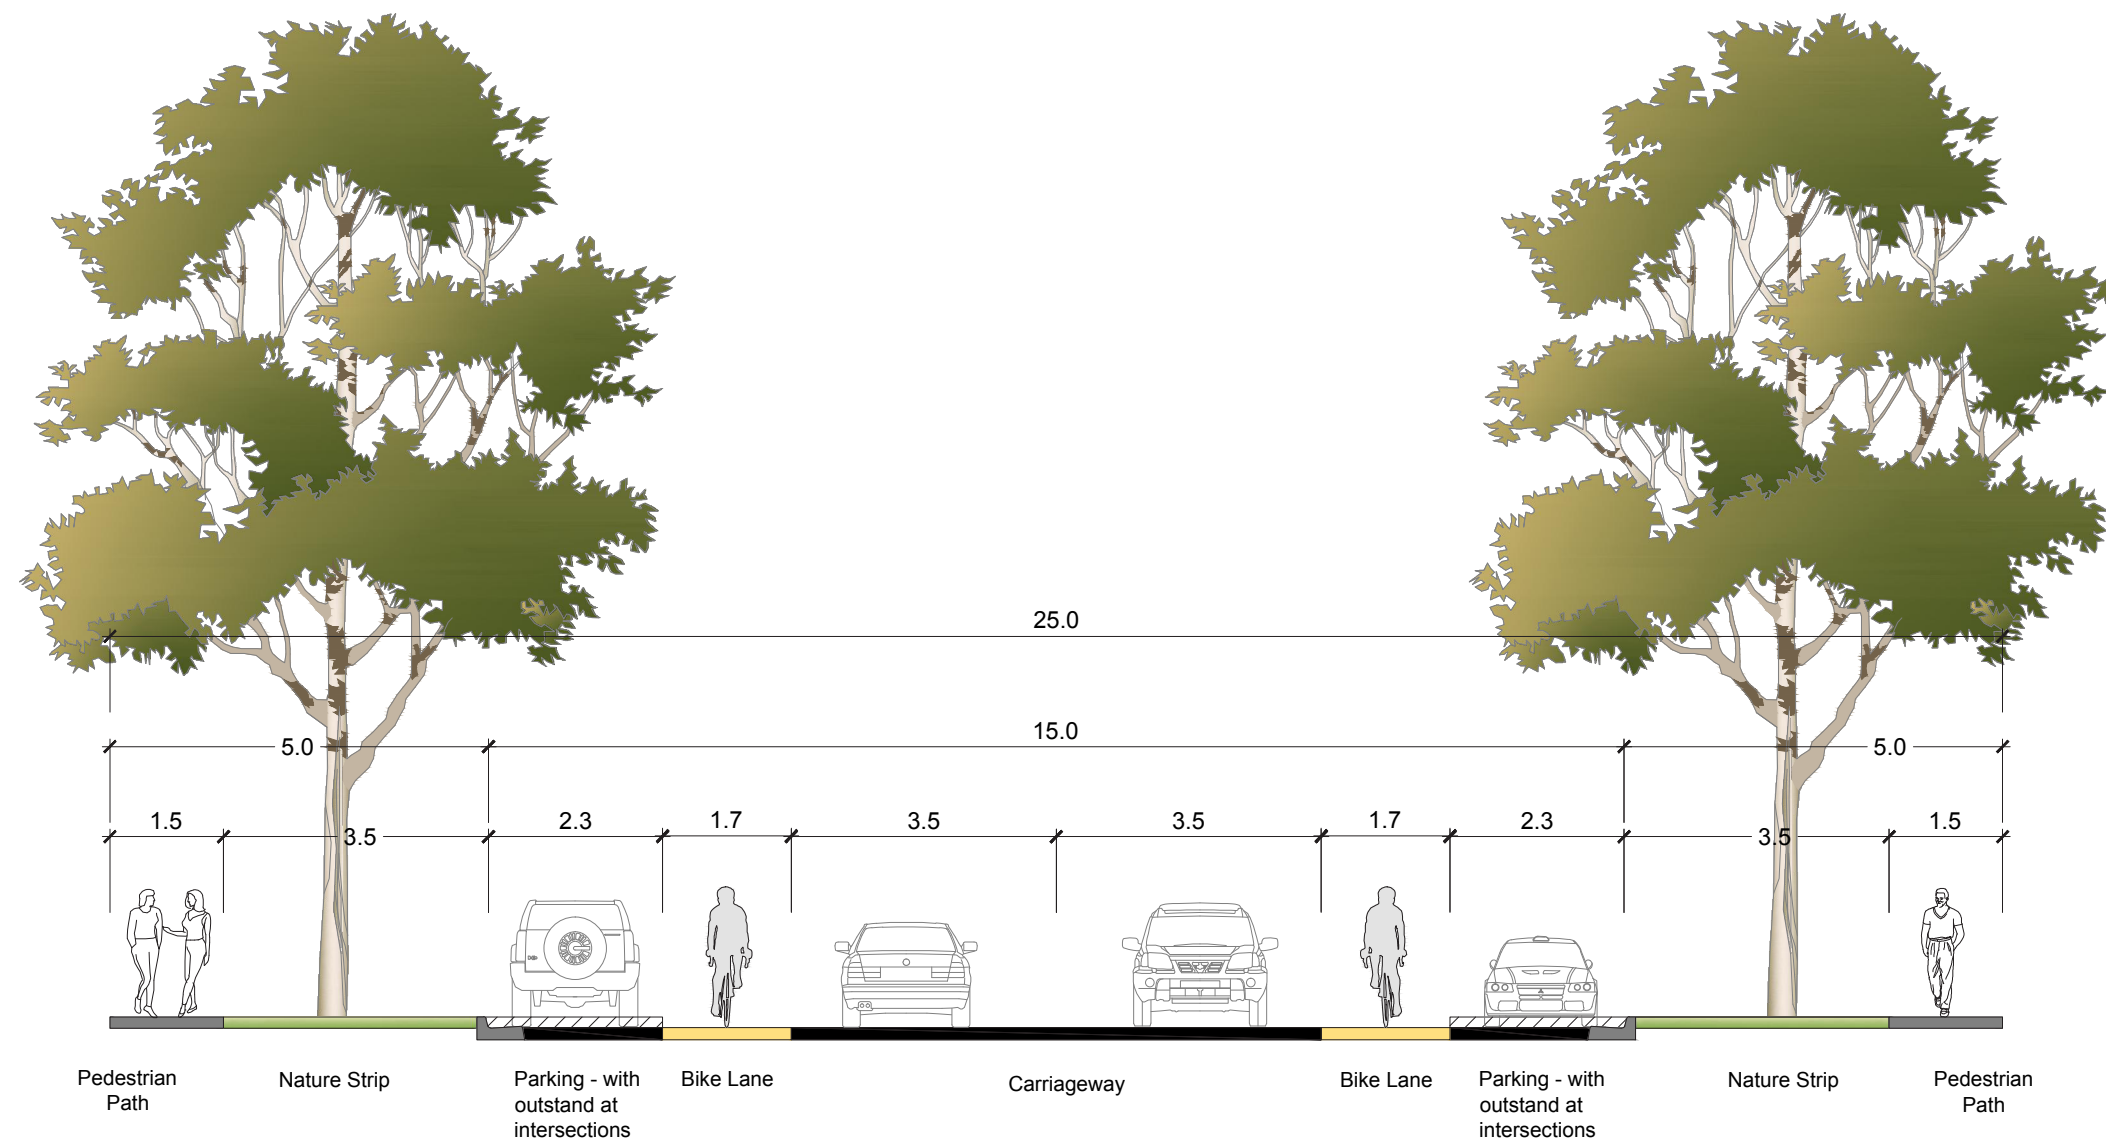 25.0
5.0
15.0
5.0
1.5
3.5
2.3
1.7
3.5
3.5
1.7
2.3
3.5
1.5
Pedestrian
Path
Nature Strip
Parking - with
outstand at
intersections
Bike Lane
Carriageway
Bike Lane
Parking - with
outstand at
intersections
Nature Strip
Pedestrian
Path